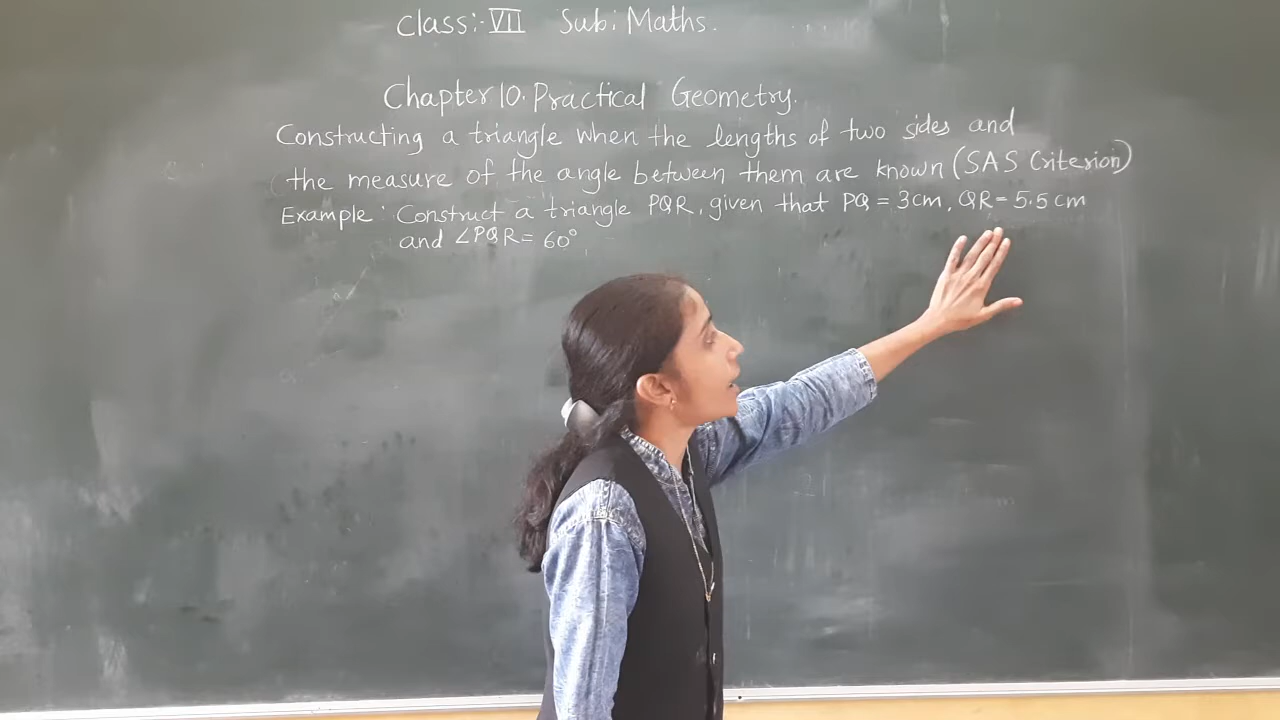 Class:- VII Sub: Maths.
Chapter 10. Practical Geometry.
Constructing a triangle when the lengths of two sides and
the measure of the angle between them are known (SAS Criterion)
Example: Construct a triangle PQR, given that PQ = 3cm, QR = 5.5 cm
and ∠PQR = 60°